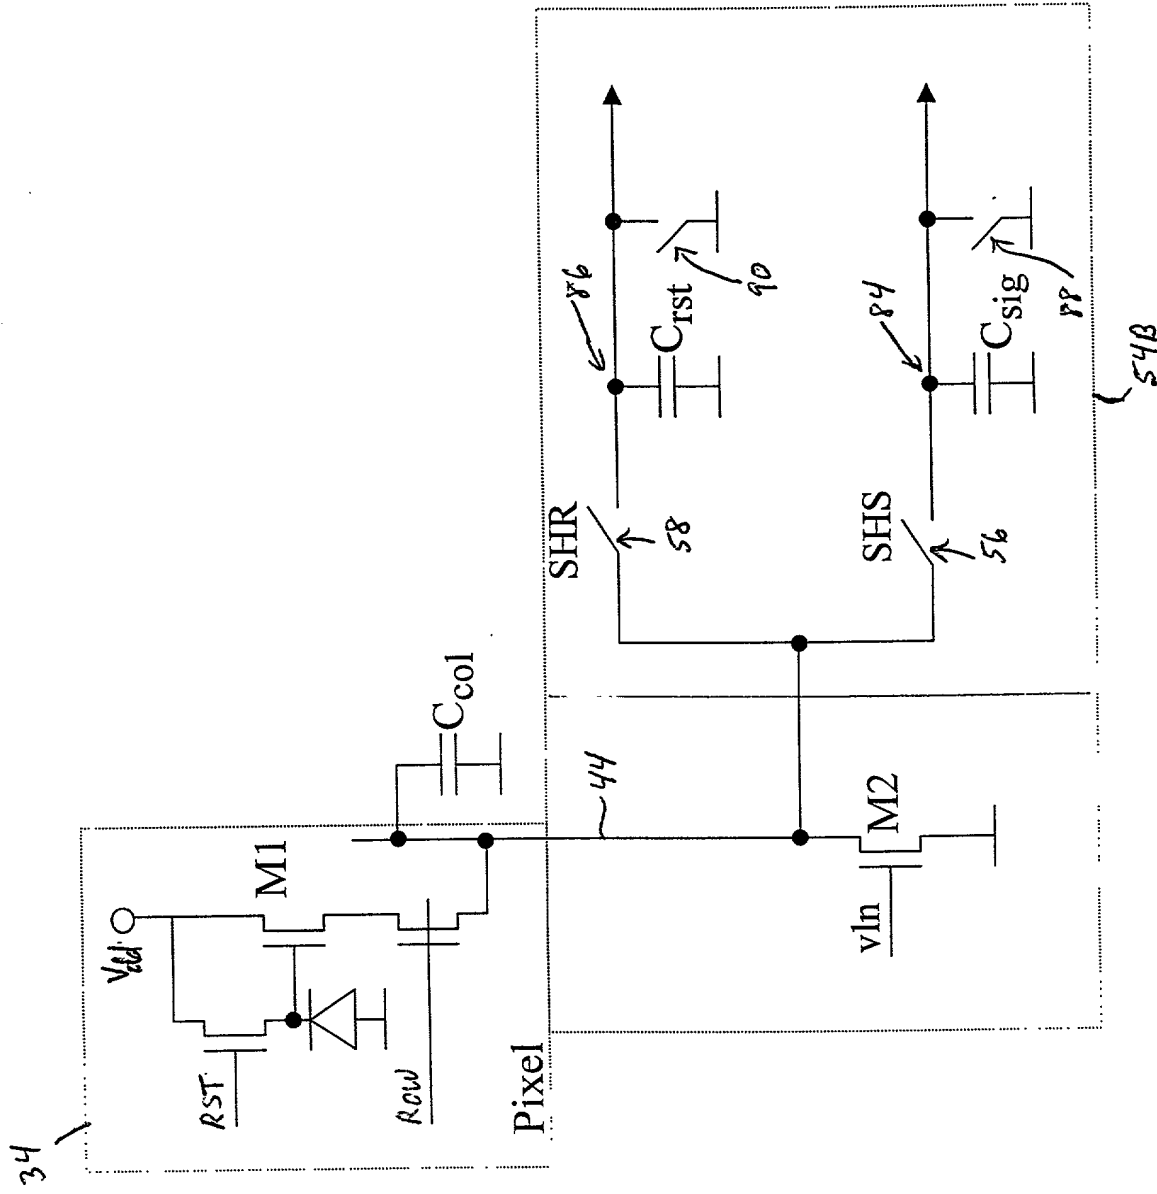 34
Vdd
RST
ROW
M1
Pixel
Ccol
44
vln
M2
SHR
58
86
Crst
90
SHS
56
84
Csig
88
54B